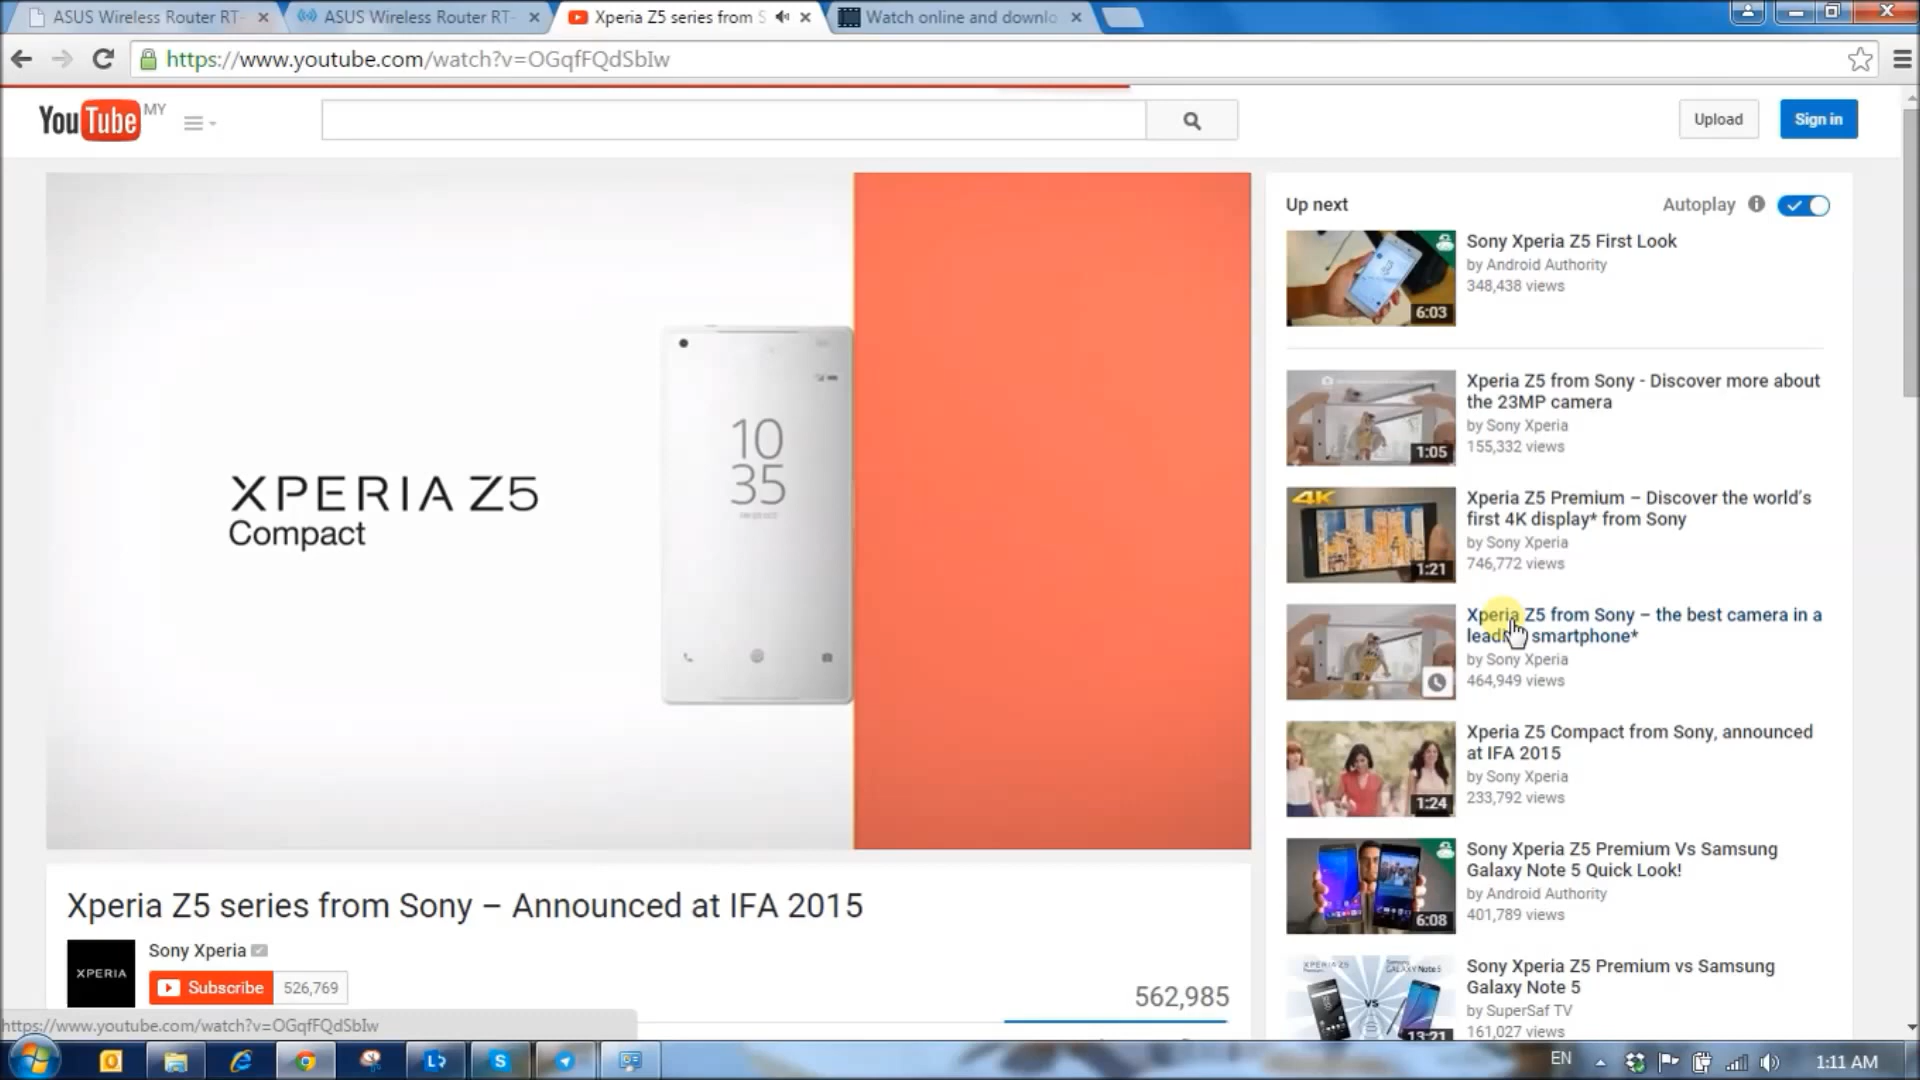 ASUS Wireless Router RT-
ASUS Wireless Router RT-
Xperia Z5 series from S
Watch online and downlo
https://www.youtube.com/watch?v=OGqfFQdSbIw
YouTube MY
Upload
Sign in
XPERIA Z5
Compact
10
35
Up next
Autoplay
Sony Xperia Z5 First Look
by Android Authority
348,438 views
6:03
Xperia Z5 from Sony - Discover more about
the 23MP camera
by Sony Xperia
155,332 views
1:05
4K
Xperia Z5 Premium – Discover the world's
first 4K display* from Sony
by Sony Xperia
746,772 views
1:21
Xperia Z5 from Sony – the best camera in a
smartphone*
by Sony Xperia
464,949 views
Xperia Z5 Compact from Sony, announced
at IFA 2015
by Sony Xperia
233,792 views
1:24
Sony Xperia Z5 Premium Vs Samsung
Galaxy Note 5 Quick Look!
by Android Authority
401,789 views
6:08
Sony Xperia Z5 Premium vs Samsung
Galaxy Note 5
by SuperSaf TV
161,027 views
XPERIA Z5
GALAXY Note 5
VS
13:21
Xperia Z5 series from Sony – Announced at IFA 2015
XPERIA
Sony Xperia
Subscribe
526,769
562,985
https://www.youtube.com/watch?v=OGqfFQdSbIw
EN
1:11 AM